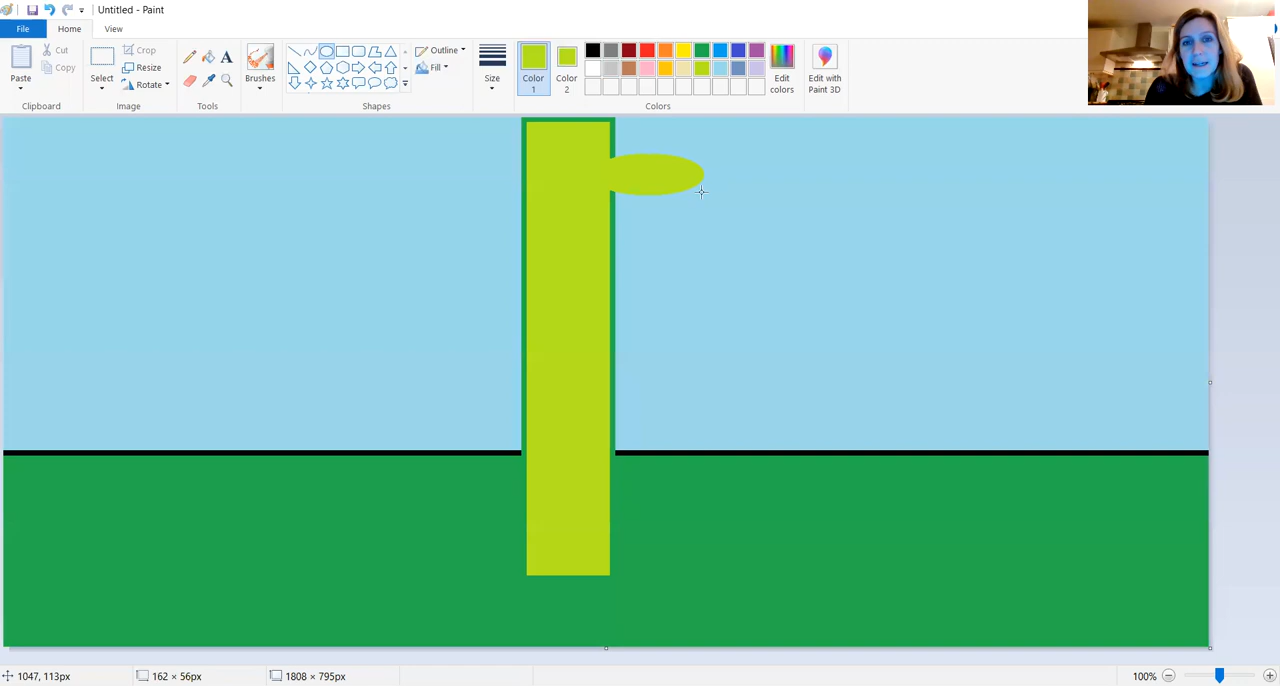 Untitled - Paint
File Home View
Paste
Cut
Copy
Clipboard
Select
Crop
Resize
Rotate
Image
Tools
Brushes
Shapes
Outline
Fill
Size
Color 1
Color 2
Colors
Edit colors
Edit with Paint 3D
1047, 113px
162 × 56px
1808 × 795px
100%